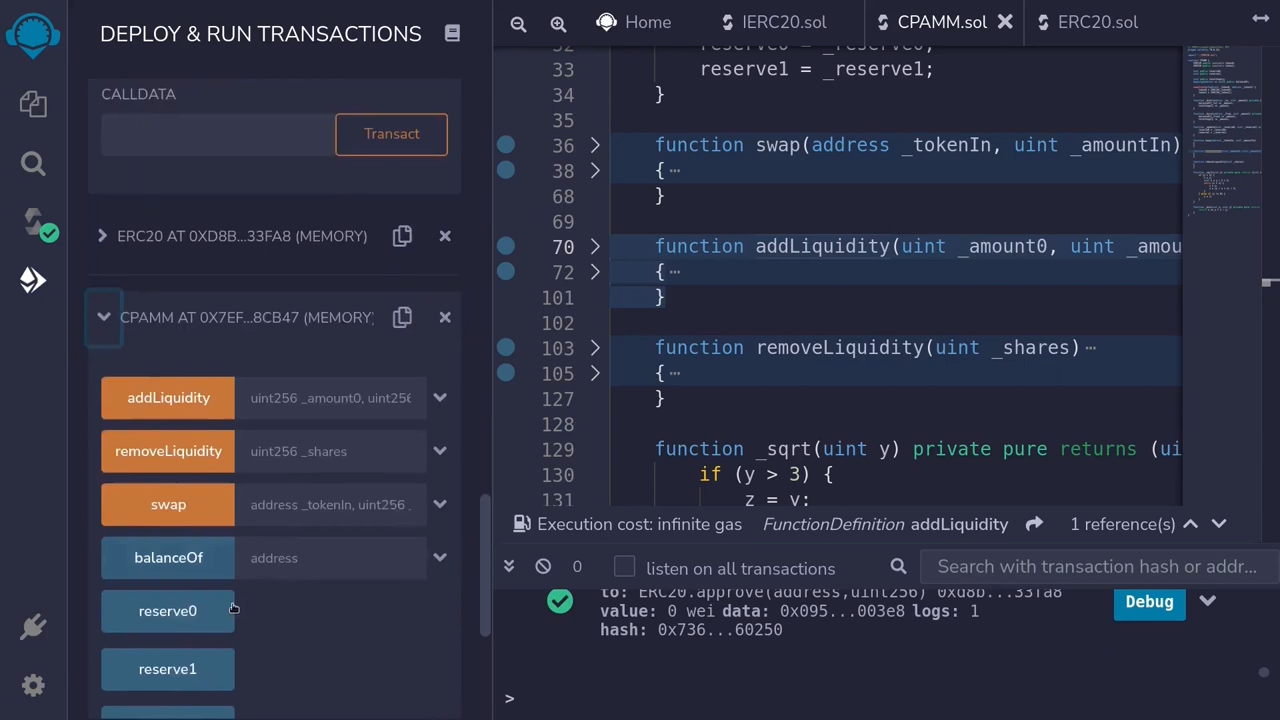 DEPLOY & RUN TRANSACTIONS
CALLDATA
Transact
ERC20 AT 0XD8B...33FA8 (MEMORY)
CPAMM AT 0X7EF...8CB47 (MEMORY)
addLiquidity uint256 _amount0, uint256
removeLiquidity uint256 _shares
swap address _tokenIn, uint256 _
balanceOf address
reserve0
reserve1
Home IERC20.sol CPAMM.sol ERC20.sol
32 reserve0 = _reserve0;
33 reserve1 = _reserve1;
34 }
35
36 function swap(address _tokenIn, uint _amountIn)
38 {
68 }
69
70 function addLiquidity(uint _amount0, uint _amou
72 {
101 }
102
103 function removeLiquidity(uint _shares)
105 {
127 }
128
129 function _sqrt(uint y) private pure returns (ui
130 if (y > 3) {
131 z = y;
Execution cost: infinite gas FunctionDefinition addLiquidity 1 reference(s)
0 listen on all transactions Search with transaction hash or addr...
to: ERC20.approve(address,uint256) 0xd8b...33fa8
value: 0 wei data: 0x095...003e8 logs: 1
hash: 0x736...60250
Debug
>